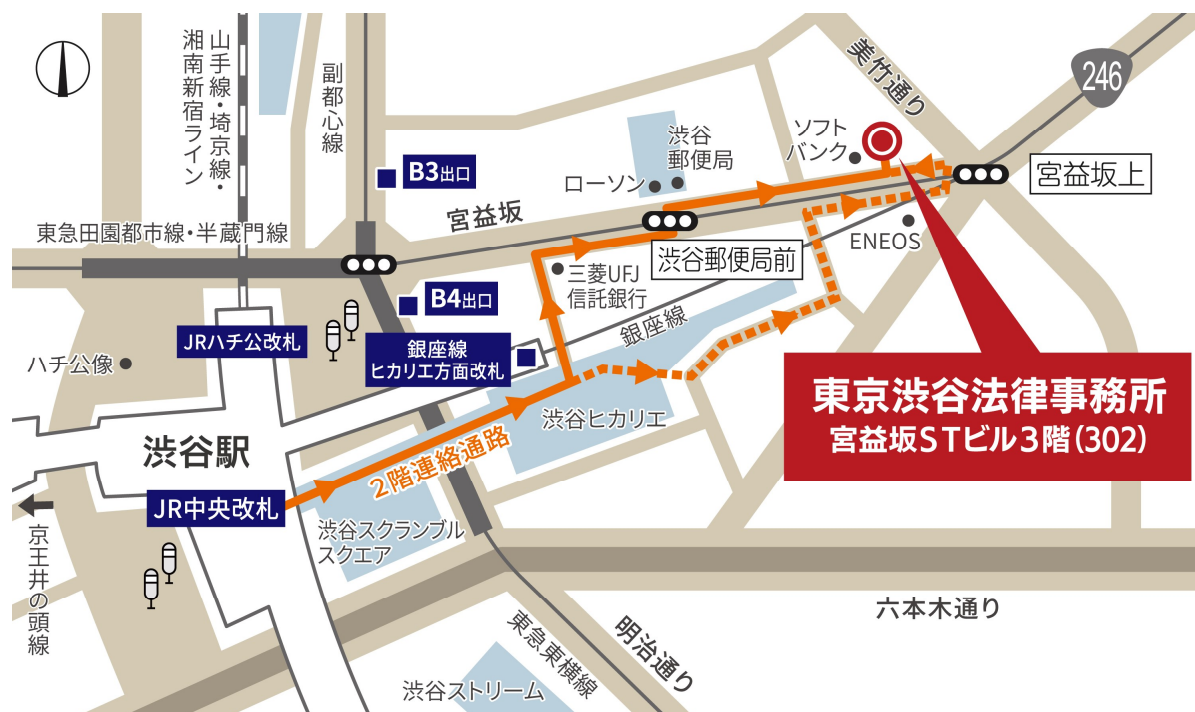 山手線・埼京線・
湘南新宿ライン
副都心線
美竹通り
246
ソフト
バンク
渋谷
郵便局
ローソン
B3出口
宮益坂上
宮益坂
東急田園都市線・半蔵門線
ENEOS
渋谷郵便局前
三菱UFJ
信託銀行
B4出口
銀座線
JRハチ公改札
銀座線
ヒカリエ方面改札
ハチ公像
東京渋谷法律事務所
宮益坂STビル3階(302)
渋谷ヒカリエ
渋谷駅
2階連絡通路
JR中央改札
渋谷スクランブル
スクエア
京王井の頭線
六本木通り
東急東横線
明治通り
渋谷ストリーム